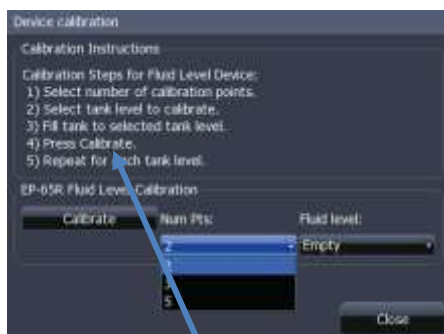 Device calibration
Calibration Instructions
Calibration Steps for Fluid Level Device:
1) Select number of calibration points.
2) Select tank level to calibrate.
3) Fill tank to selected tank level.
4) Press Calibrate.
5) Repeat for each tank level.
EP-65R Fluid Level Calibration
Calibrate Num Pts: Fluid level:
2 Empty
2
3
5
Close